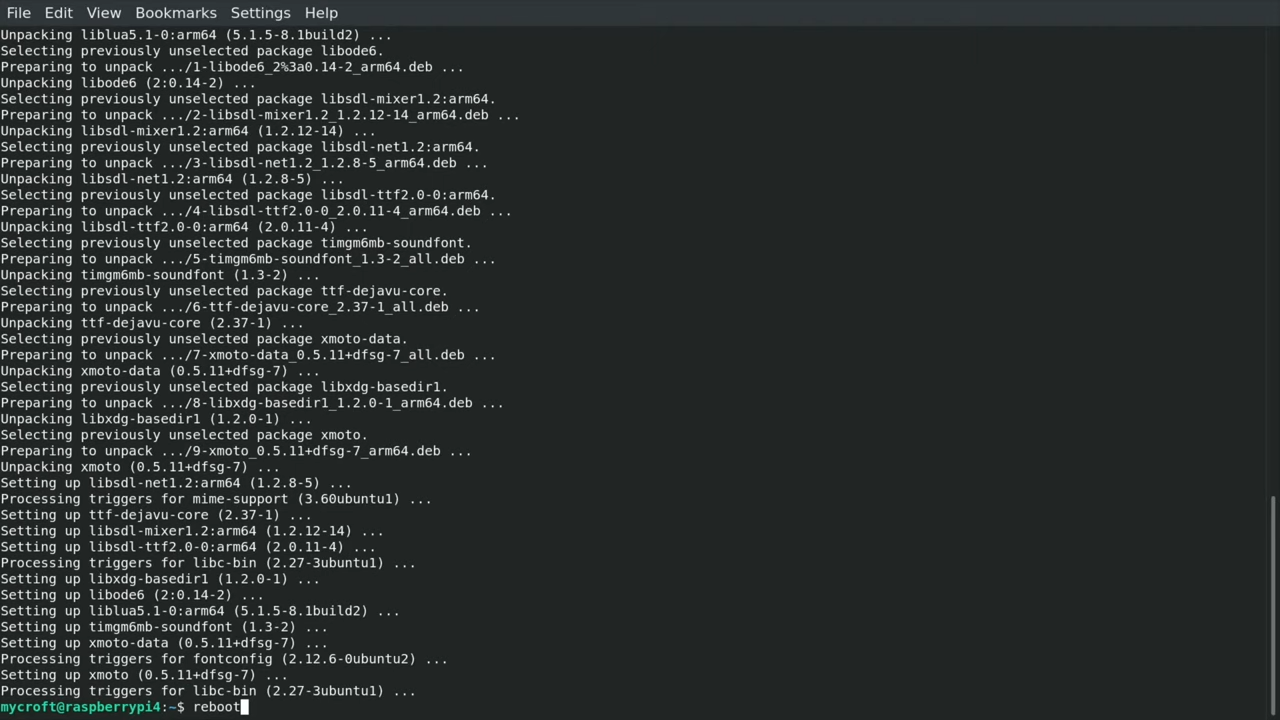 File Edit View Bookmarks Settings Help
Unpacking liblua5.1-0:arm64 (5.1.5-8.1build2) ...
Selecting previously unselected package libode6.
Preparing to unpack .../1-libode6_2%3a0.14-2_arm64.deb ...
Unpacking libode6 (2:0.14-2) ...
Selecting previously unselected package libsdl-mixer1.2:arm64.
Preparing to unpack .../2-libsdl-mixer1.2_1.2.12-14_arm64.deb ...
Unpacking libsdl-mixer1.2:arm64 (1.2.12-14) ...
Selecting previously unselected package libsdl-net1.2:arm64.
Preparing to unpack .../3-libsdl-net1.2_1.2.8-5_arm64.deb ...
Unpacking libsdl-net1.2:arm64 (1.2.8-5) ...
Selecting previously unselected package libsdl-ttf2.0-0:arm64.
Preparing to unpack .../4-libsdl-ttf2.0-0_2.0.11-4_arm64.deb ...
Unpacking libsdl-ttf2.0-0:arm64 (2.0.11-4) ...
Selecting previously unselected package timgm6mb-soundfont.
Preparing to unpack .../5-timgm6mb-soundfont_1.3-2_all.deb ...
Unpacking timgm6mb-soundfont (1.3-2) ...
Selecting previously unselected package ttf-dejavu-core.
Preparing to unpack .../6-ttf-dejavu-core_2.37-1_all.deb ...
Unpacking ttf-dejavu-core (2.37-1) ...
Selecting previously unselected package xmoto-data.
Preparing to unpack .../7-xmoto-data_0.5.11+dfsg-7_all.deb ...
Unpacking xmoto-data (0.5.11+dfsg-7) ...
Selecting previously unselected package libxdg-basedir1.
Preparing to unpack .../8-libxdg-basedir1_1.2.0-1_arm64.deb ...
Unpacking libxdg-basedir1 (1.2.0-1) ...
Selecting previously unselected package xmoto.
Preparing to unpack .../9-xmoto_0.5.11+dfsg-7_arm64.deb ...
Unpacking xmoto (0.5.11+dfsg-7) ...
Setting up libsdl-net1.2:arm64 (1.2.8-5) ...
Processing triggers for mime-support (3.60ubuntu1) ...
Setting up ttf-dejavu-core (2.37-1) ...
Setting up libsdl-mixer1.2:arm64 (1.2.12-14) ...
Setting up libsdl-ttf2.0-0:arm64 (2.0.11-4) ...
Processing triggers for libc-bin (2.27-3ubuntu1) ...
Setting up libxdg-basedir1 (1.2.0-1) ...
Setting up libode6 (2:0.14-2) ...
Setting up liblua5.1-0:arm64 (5.1.5-8.1build2) ...
Setting up timgm6mb-soundfont (1.3-2) ...
Setting up xmoto-data (0.5.11+dfsg-7) ...
Processing triggers for fontconfig (2.12.6-0ubuntu2) ...
Setting up xmoto (0.5.11+dfsg-7) ...
Processing triggers for libc-bin (2.27-3ubuntu1) ...
mycroft@raspberrypi4:~$ reboot